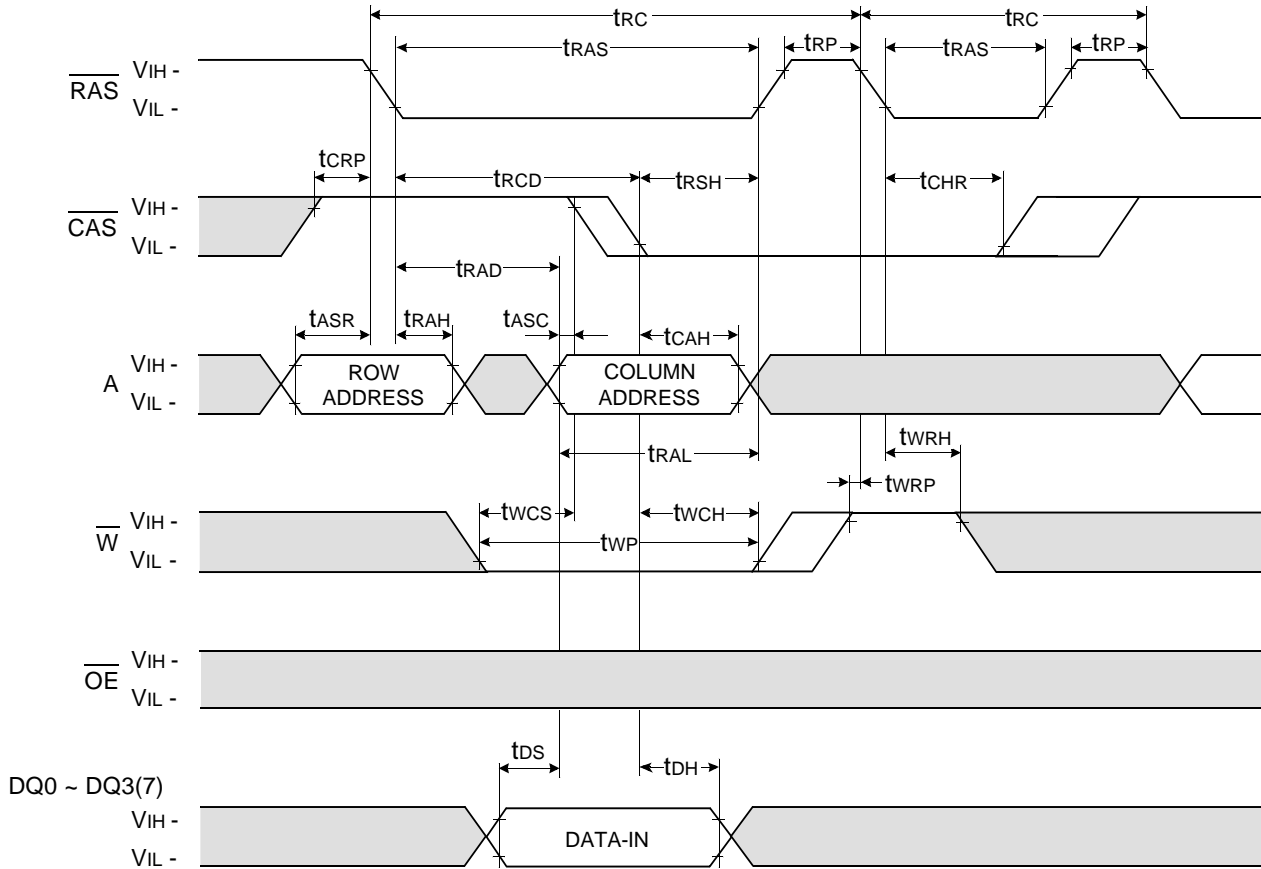 tRC tRC
tRAS tRP tRAS tRP
RAS VIH -
VIL -
tCRP tRCD tRSH tCHR
CAS VIH -
VIL -
tRAD
tASR tRAH tASC tCAH
A VIH -
VIL -
ROW
ADDRESS
COLUMN
ADDRESS
tRAL tWRH
tWRP
tWCS tWCH
W VIH -
VIL -
tWP
OE VIH -
VIL -
tDS tDH
DQ0 ~ DQ3(7)
VIH -
VIL -
DATA-IN